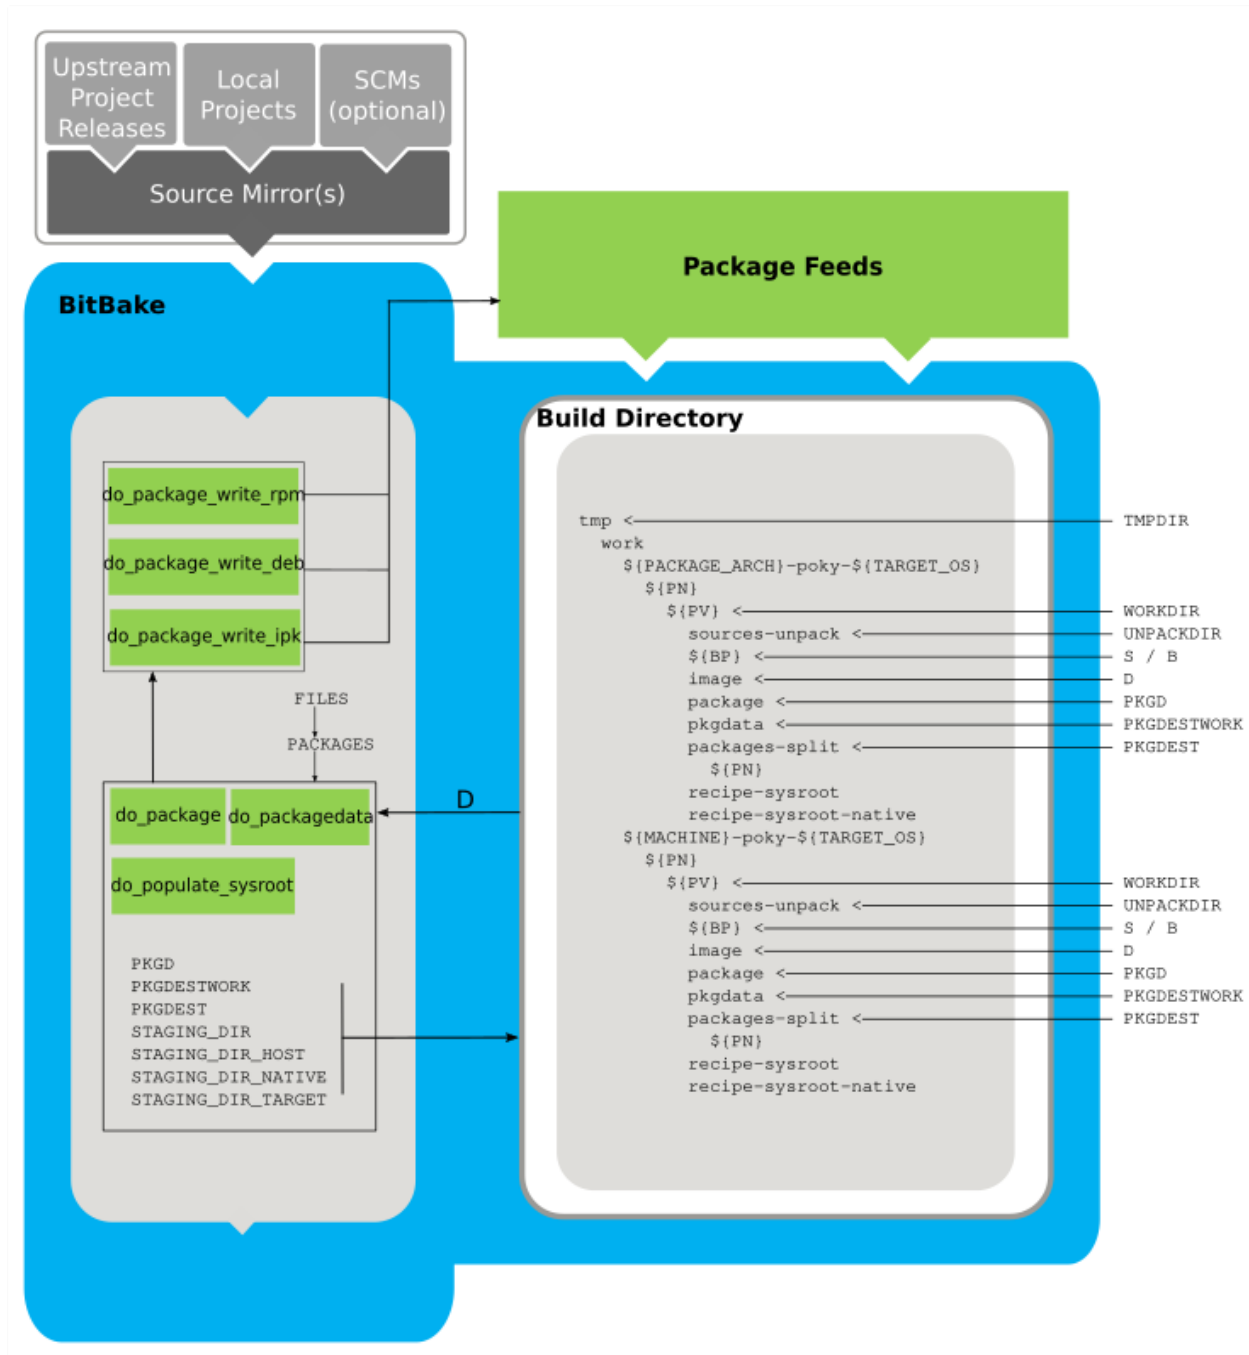 Upstream
Project
Releases
Local
Projects
SCMs
(optional)
Source Mirror(s)
Package Feeds
BitBake
do_package_write_rpm
do_package_write_deb
do_package_write_ipk
FILES
PACKAGES
do_package
do_packagedata
do_populate_sysroot
PKGD
PKGDESTWORK
PKGDEST
STAGING_DIR
STAGING_DIR_HOST
STAGING_DIR_NATIVE
STAGING_DIR_TARGET
D
Build Directory
tmp < TMPDIR
work
${PACKAGE_ARCH}-poky-${TARGET_OS}
${PN}
${PV} < WORKDIR
sources-unpack < UNPACKDIR
${BP} < S / B
image < D
package < PKGD
pkgdata < PKGDESTWORK
packages-split < PKGDEST
${PN}
recipe-sysroot
recipe-sysroot-native
${MACHINE}-poky-${TARGET_OS}
${PN}
${PV} < WORKDIR
sources-unpack < UNPACKDIR
${BP} < S / B
image < D
package < PKGD
pkgdata < PKGDESTWORK
packages-split < PKGDEST
${PN}
recipe-sysroot
recipe-sysroot-native